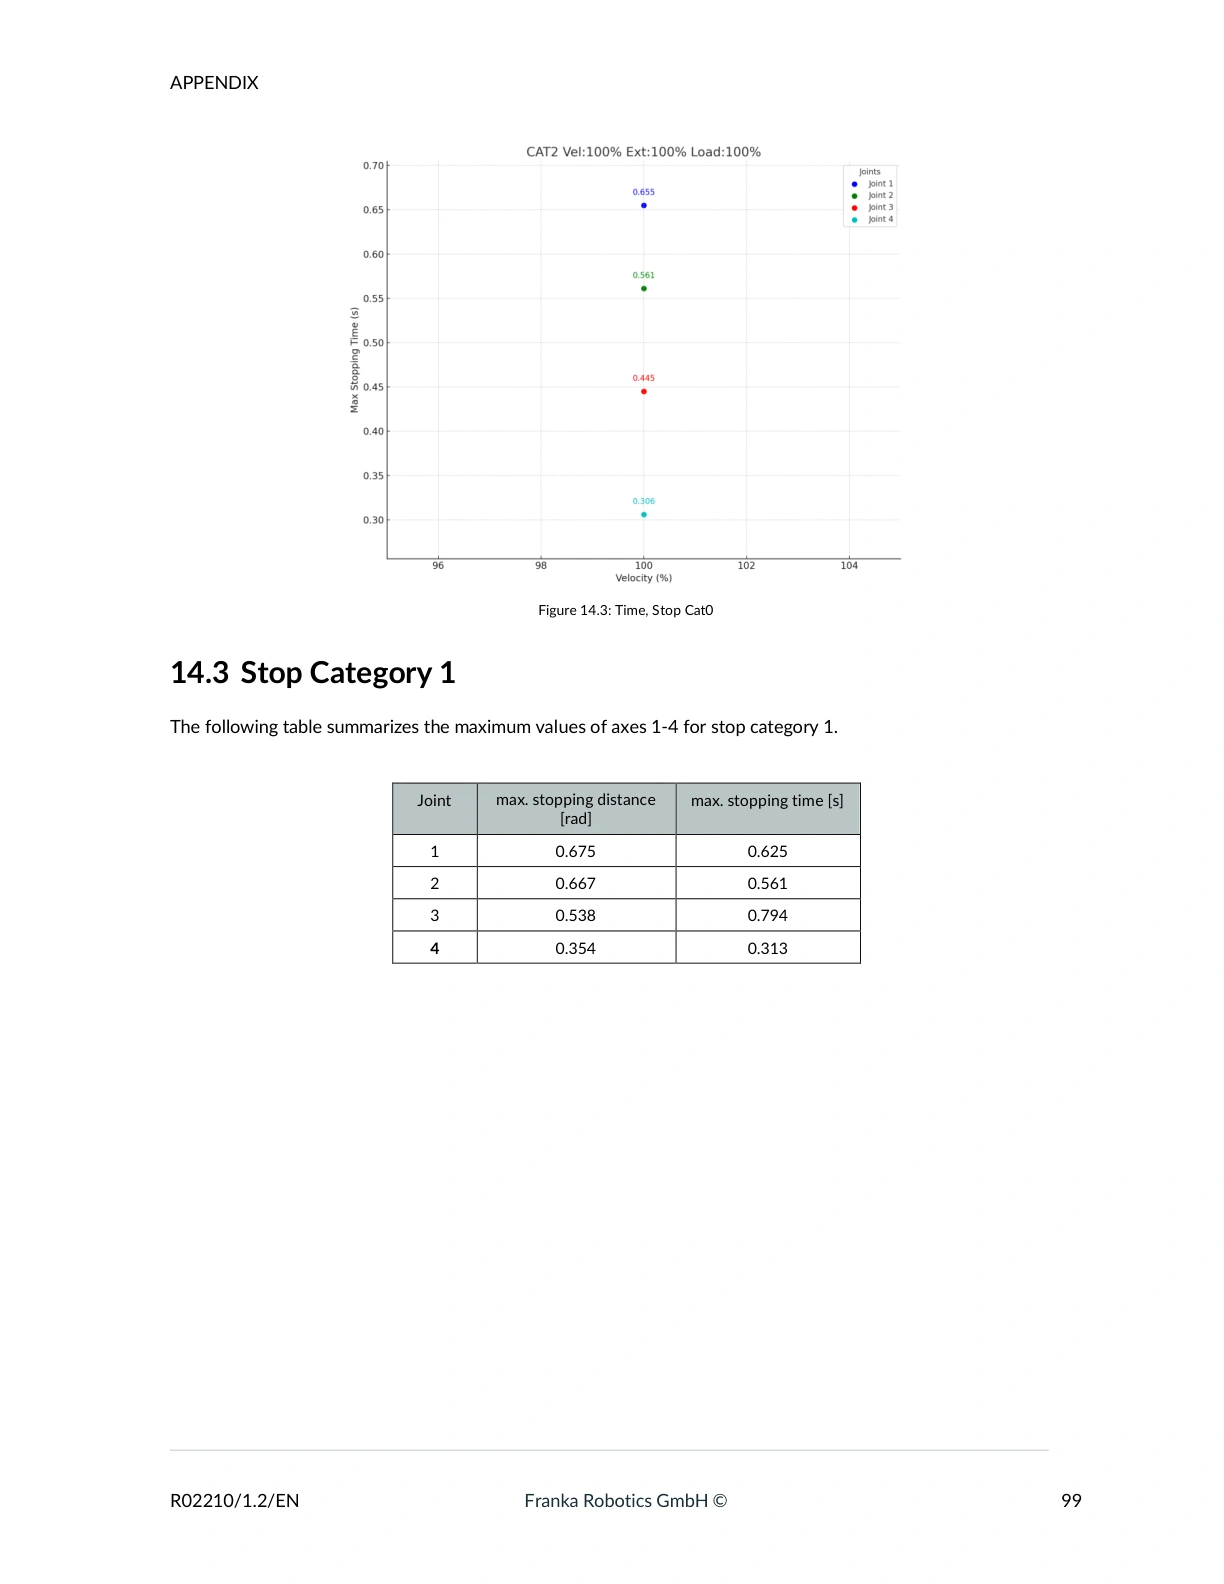 APPENDIX
CAT2 Vel:100% Ext:100% Load:100%
0.70
0.65
0.60
0.55
0.50
0.45
0.40
0.35
0.30
Max Stopping Time (s)
0.655
0.561
0.445
0.306
Joints
Joint 1
Joint 2
Joint 3
Joint 4
96 98 100 102 104
Velocity (%)
Figure 14.3: Time, Stop Cat0
14.3 Stop Category 1
The following table summarizes the maximum values of axes 1-4 for stop category 1.
Joint max. stopping distance max. stopping time [s]
[rad]
1 0.675 0.625
2 0.667 0.561
3 0.538 0.794
4 0.354 0.313
R02210/1.2/EN Franka Robotics GmbH © 99